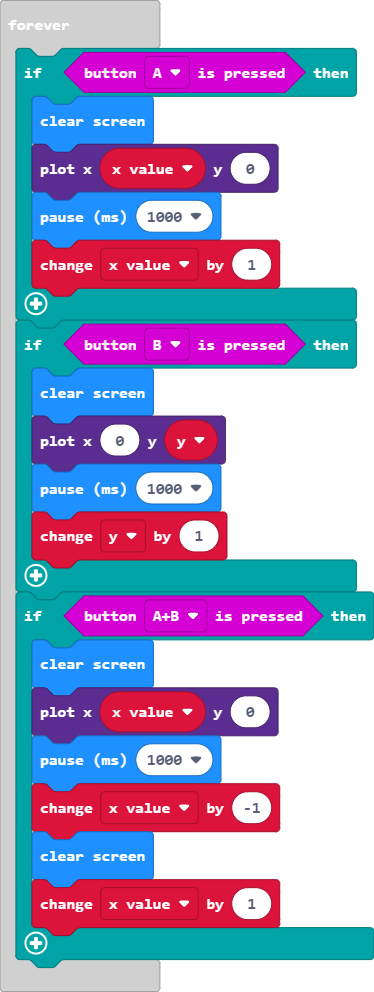 forever
if button A is pressed then
clear screen
plot x x value y 0
pause (ms) 1000
change x value by 1
if button B is pressed then
clear screen
plot x 0 y y
pause (ms) 1000
change y by 1
if button A+B is pressed then
clear screen
plot x x value y 0
pause (ms) 1000
change x value by -1
clear screen
change x value by 1